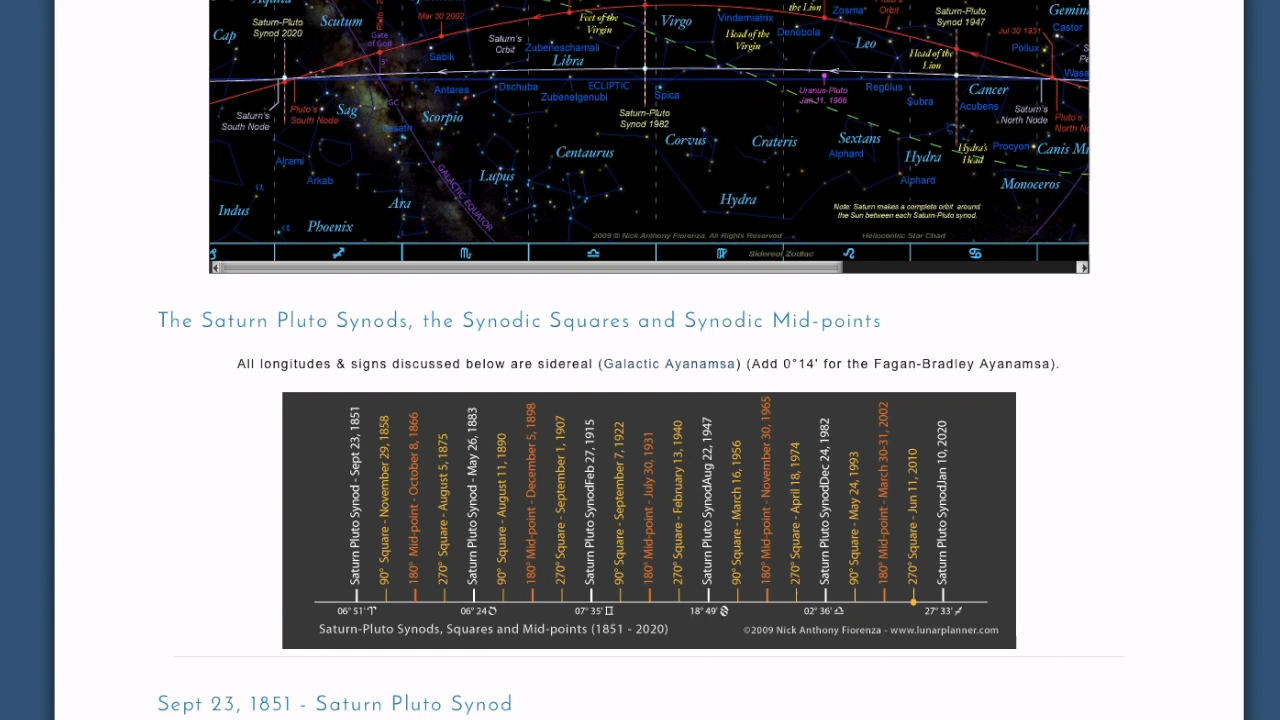 Aquila
Scutum
Saturn-Pluto
Synod 2020
Cap
Mar 30 2002
Gate
of God
5°
Sabik
Saturn's
Orbit
Feet of the
Virgin
Zubeneschamali
Libra
Virgo
Vindemiatrix
Head of the
Virgin
Denebola
the Lion
Zosma
Orbit
Leo
Saturn-Pluto
Synod 1947
Head of the
Lion
Jul 30 1931
Gemini
Castor
Pollux
Antares
Dschuba
ECLIPTIC
Zubenelgenubi
Spica
Uranus-Pluto
Jan 11, 1966
Regulus
Subra
Cancer
Acubens
Saturn's
North Node
Pluto's
North No
Saturn's
South Node
Pluto's
South Node
Sag
GC
Lesath
Scorpio
Saturn-Pluto
Synod 1982
Corvus
Crateris
Sextans
Alphard
Hydra
Hydra's
Head
Procyon
Canis Mi
Alrami
Arkab
α
Centaurus
Lupus
GALACTIC EQUATOR
Hydra
Alphard
Monoceros
Indus
Ara
α
Phoenix
Note: Saturn makes a complete orbit around
the Sun between each Saturn-Pluto synod.
2009 © Nick Anthony Fiorenza, All Rights Reserved
Heliocentric Star Chart
♐ ♏ ♎ ♍ Sidereal Zodiac ♌ ♋
The Saturn Pluto Synods, the Synodic Squares and Synodic Mid-points
All longitudes & signs discussed below are sidereal (Galactic Ayanamsa) (Add 0°14' for the Fagan-Bradley Ayanamsa).
Saturn Pluto Synod - Sept 23, 1851
90° Square - November 29, 1858
180° Mid-point - October 8, 1866
270° Square - August 5, 1875
Saturn Pluto Synod - May 26, 1883
90° Square - August 11, 1890
180° Mid-point - December 5, 1898
270° Square - September 1, 1907
Saturn Pluto SynodFeb 27, 1915
90° Square - September 7, 1922
180° Mid-point - July 30, 1931
270° Square - February 13, 1940
Saturn Pluto SynodAug 22, 1947
90° Square - March 16, 1956
180° Mid-point - November 30, 1965
270° Square - April 18, 1974
Saturn Pluto SynodDec 24, 1982
90° Square - May 24, 1993
180° Mid-point - March 30-31, 2002
270° Square - Jun 11, 2010
Saturn Pluto SynodJan 10, 2020
06° 51' ♈ 06° 24 ♉ 07° 35' ♊ 18° 49' ♋ 02° 36' ♎ 27° 33' ♐
Saturn-Pluto Synods, Squares and Mid-points (1851 - 2020)
©2009 Nick Anthony Fiorenza - www.lunarplanner.com
Sept 23, 1851 - Saturn Pluto Synod